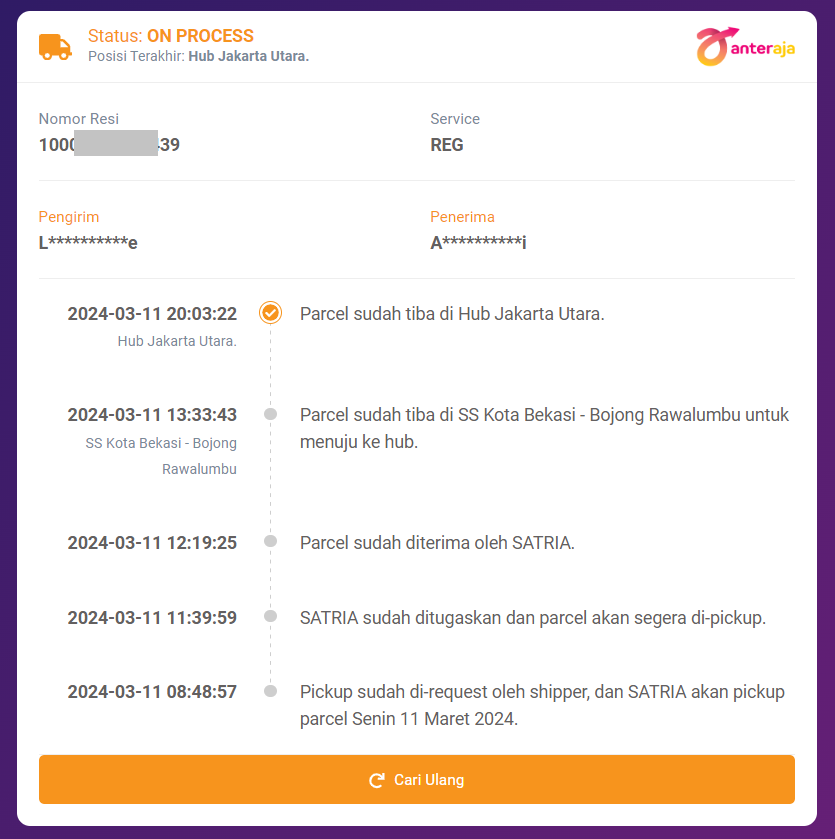 Status: ON PROCESS
Posisi Terakhir: Hub Jakarta Utara.
anteraja
Nomor Resi
Service
1000 439
REG
Pengirim
Penerima
L**********e
A**********i
2024-03-11 20:03:22
Parcel sudah tiba di Hub Jakarta Utara.
Hub Jakarta Utara.
2024-03-11 13:33:43
Parcel sudah tiba di SS Kota Bekasi - Bojong Rawalumbu untuk
SS Kota Bekasi - Bojong
menuju ke hub.
Rawalumbu
2024-03-11 12:19:25
Parcel sudah diterima oleh SATRIA.
2024-03-11 11:39:59
SATRIA sudah ditugaskan dan parcel akan segera di-pickup.
2024-03-11 08:48:57
Pickup sudah di-request oleh shipper, dan SATRIA akan pickup
parcel Senin 11 Maret 2024.
Cari Ulang